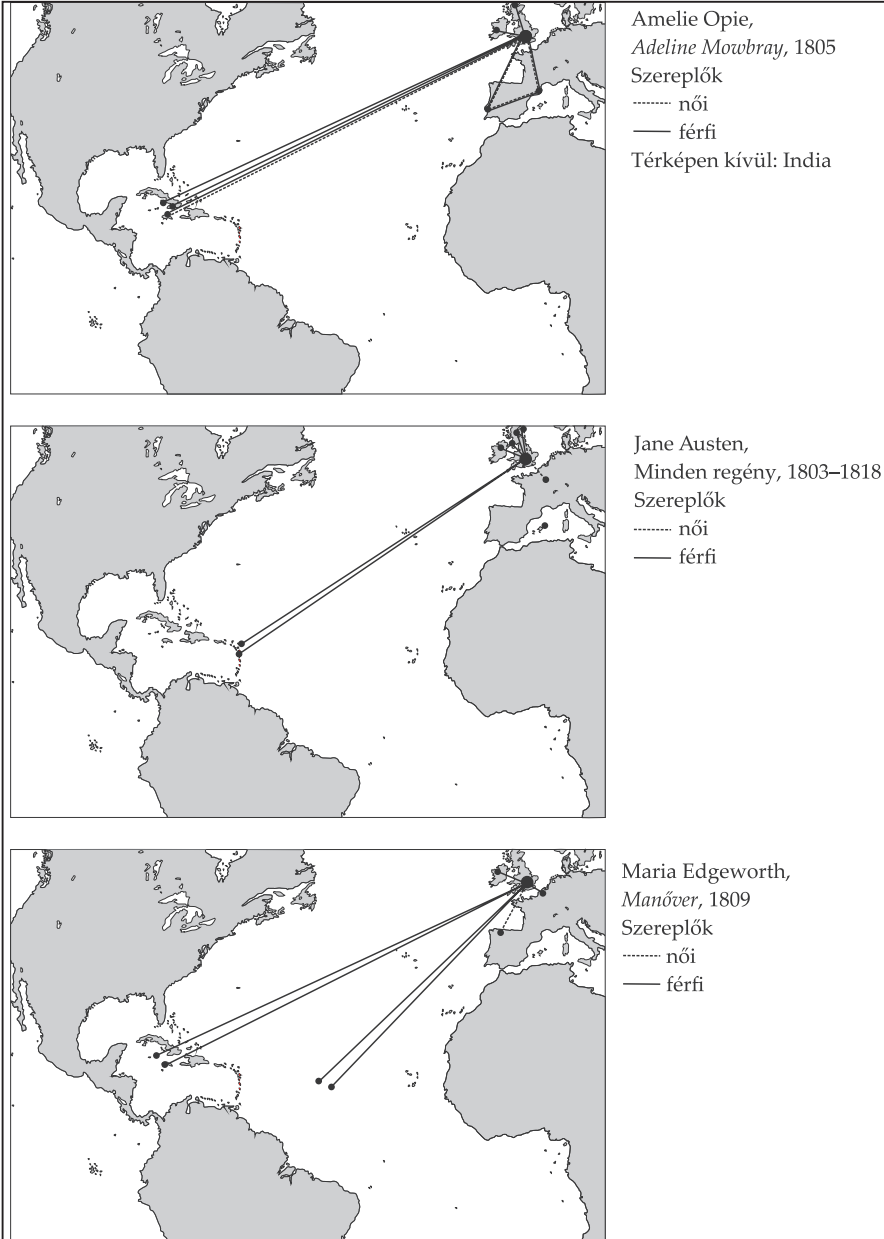 Amelie Opie,
Adeline Mowbray, 1805
Szereplők
női
férfi
Térképen kívül: India
Jane Austen,
Minden regény, 1803–1818
Szereplők
női
férfi
Maria Edgeworth,
Manőver, 1809
Szereplők
női
férfi